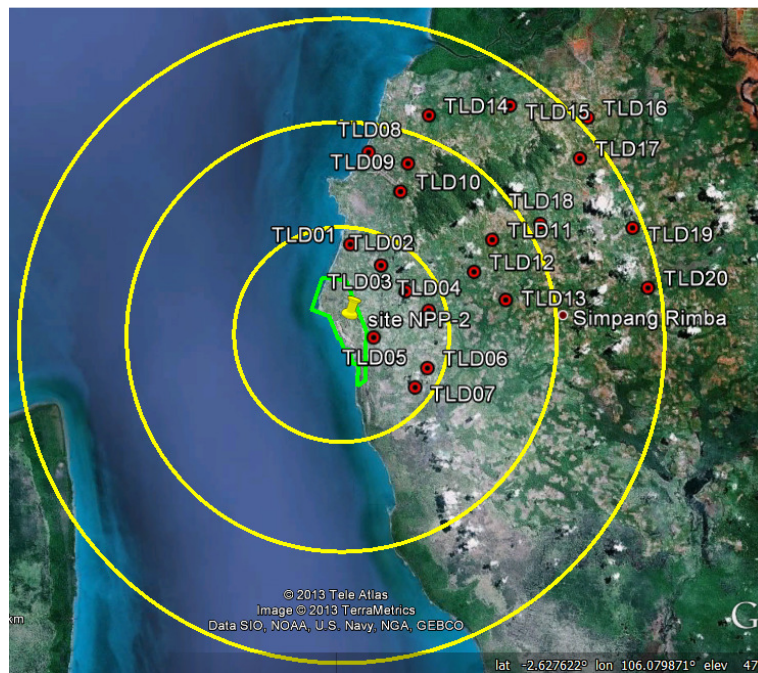 TLD14
TLD15
TLD16
TLD08
TLD09
TLD17
TLD10
TLD18
TLD01
TLD02
TLD11
TLD19
TLD03
TLD04
TLD12
TLD20
TLD13
site NPP-2
Simpang Rimba
TLD05
TLD06
TLD07
© 2013 Tele Atlas
Image © 2013 TerraMetrics
Data SIO, NOAA, U.S. Navy, NGA, GEBCO
km
G
lat -2.627622° lon 106.079871° elev 47